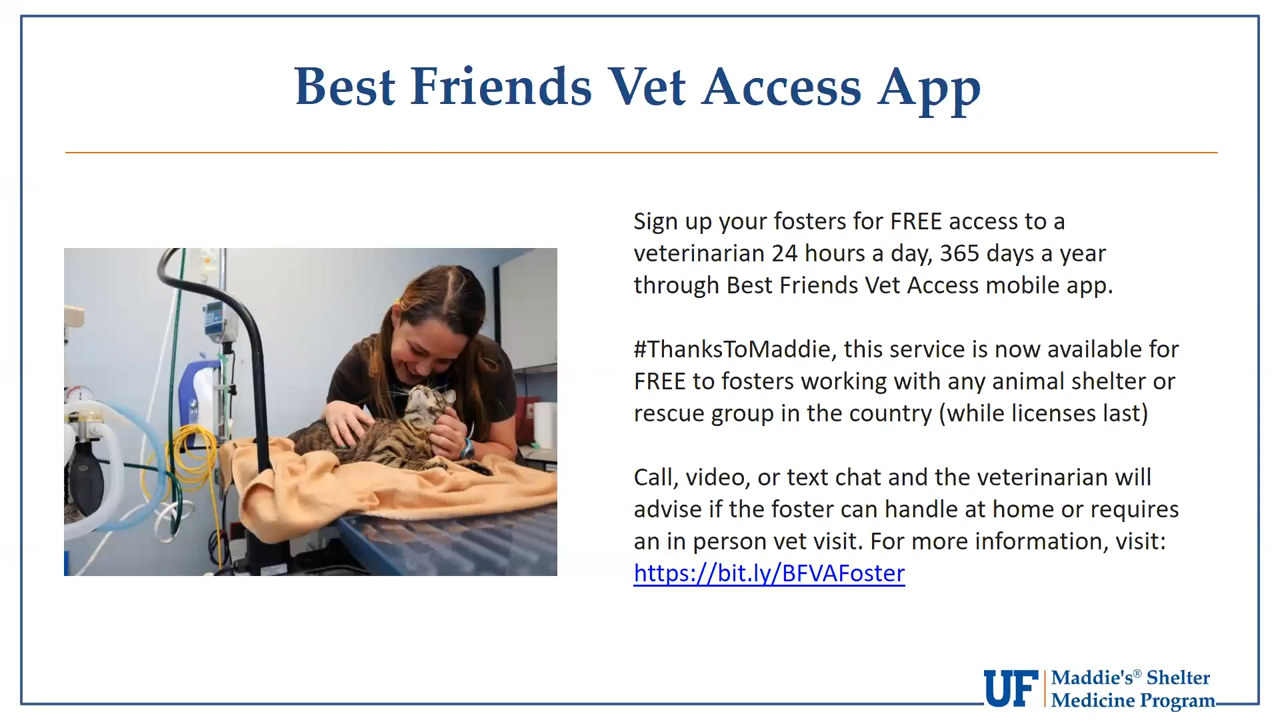 Best Friends Vet Access App
Sign up your fosters for FREE access to a
veterinarian 24 hours a day, 365 days a year
through Best Friends Vet Access mobile app.
#ThanksToMaddie, this service is now available for
FREE to fosters working with any animal shelter or
rescue group in the country (while licenses last)
Call, video, or text chat and the veterinarian will
advise if the foster can handle at home or requires
an in person vet visit. For more information, visit:
https://bit.ly/BFVAFoster
UF
Maddie's® Shelter
Medicine Program